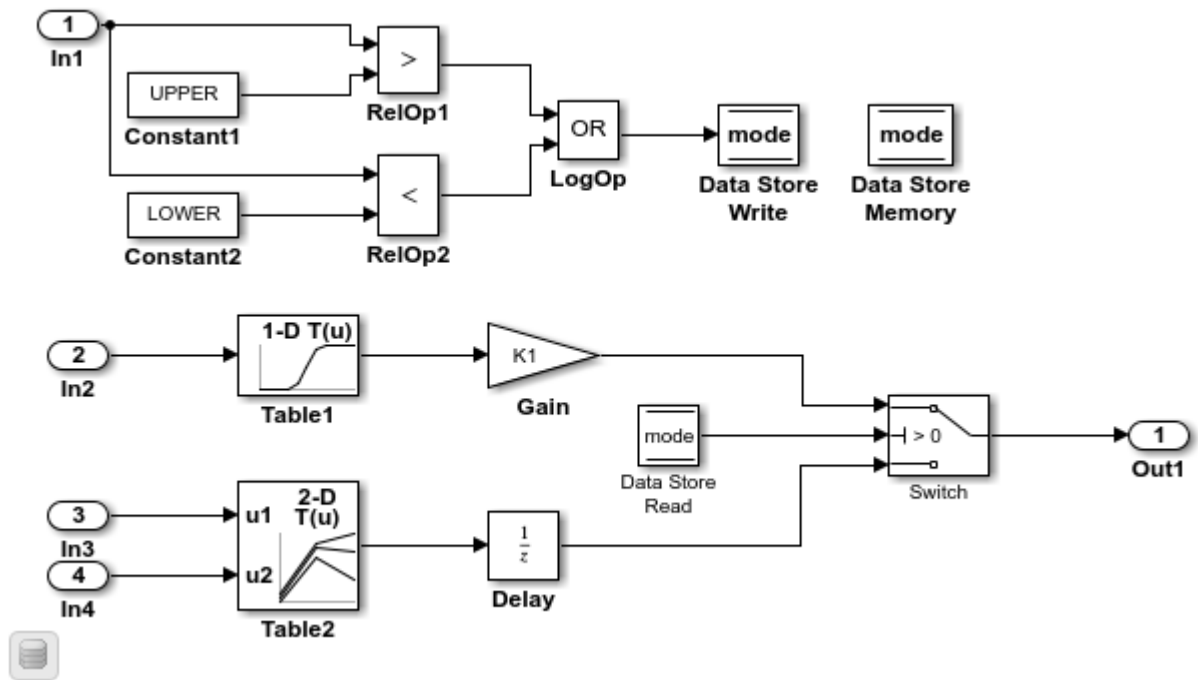 1
In1
UPPER
Constant1
>
RelOp1
OR
LogOp
mode
Data Store
Write
mode
Data Store
Memory
LOWER
Constant2
<
RelOp2
2
In2
1-D T(u)
Table1
K1
Gain
mode
Data Store
Read
> 0
Switch
1
Out1
3
In3
4
In4
u1
u2
2-D
T(u)
Table2
1
z
Delay